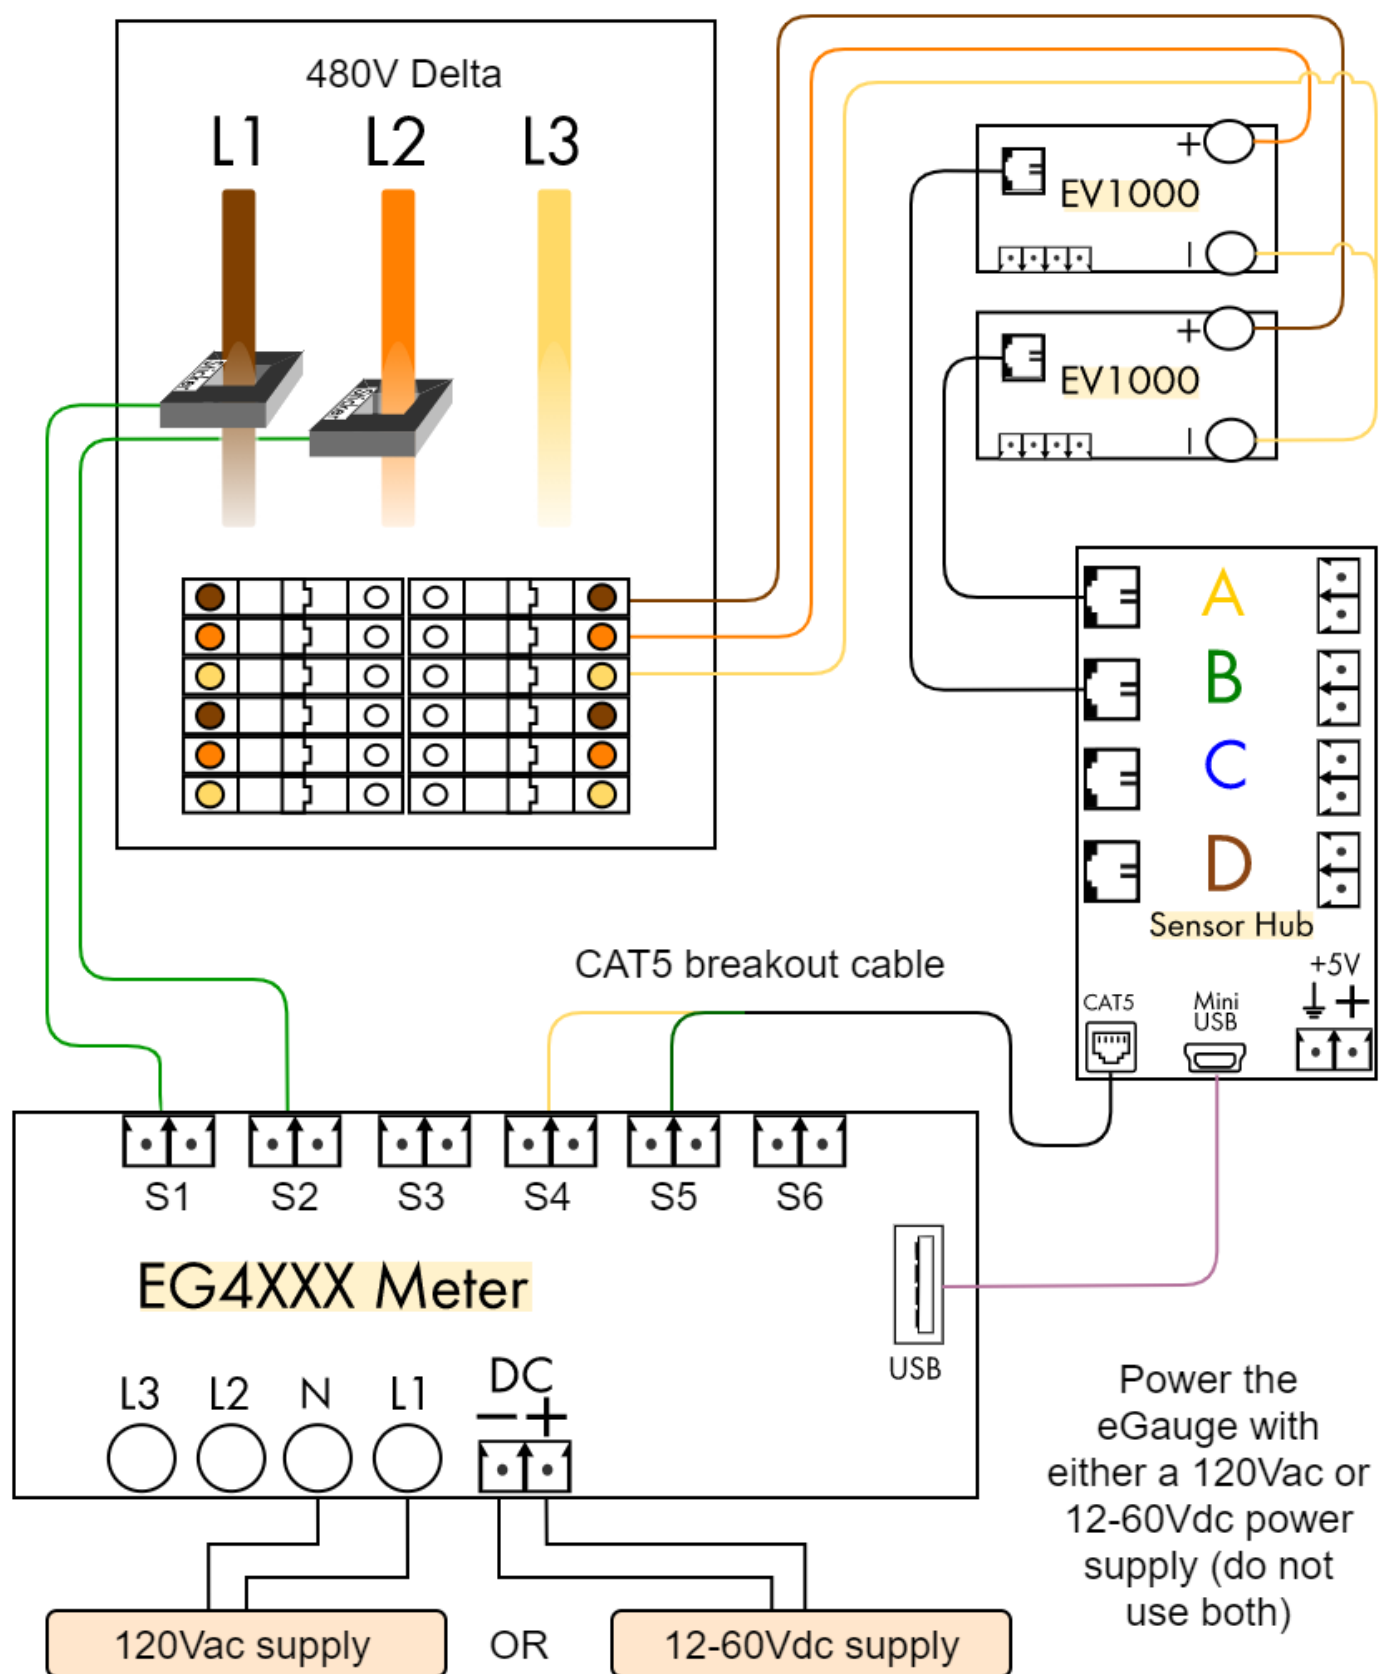 480V Delta
L1 L2 L3
+
EV1000
–
+
EV1000
–
A
B
C
D
Sensor Hub
+5V
CAT5
Mini
USB
+
CAT5 breakout cable
S1 S2 S3 S4 S5 S6
EG4XXX Meter
USB
L3 L2 N L1
DC
– +
Power the
eGauge with
either a 120Vac or
12-60Vdc power
supply (do not
use both)
120Vac supply
OR
12-60Vdc supply